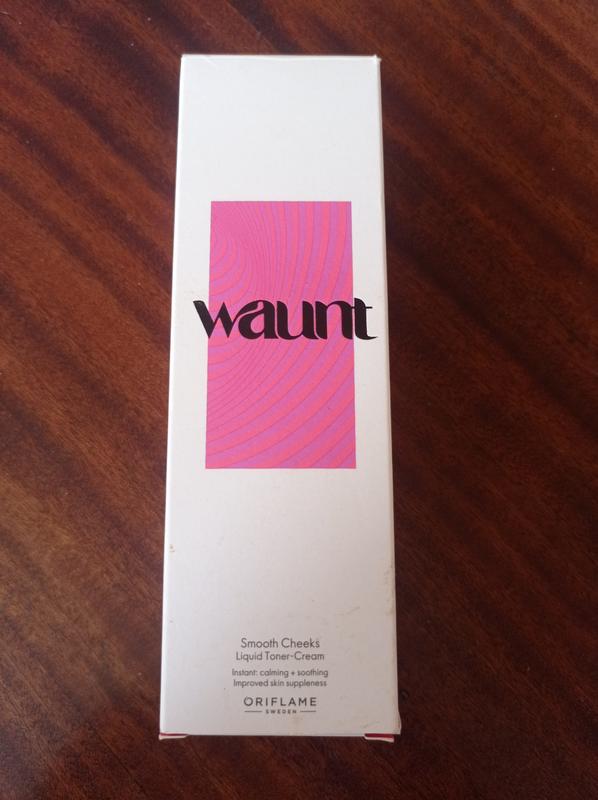 waunt
Smooth Cheeks
Liquid Toner-Cream
Instant: calming + soothing
Improved skin suppleness
ORIFLAME
SWEDEN